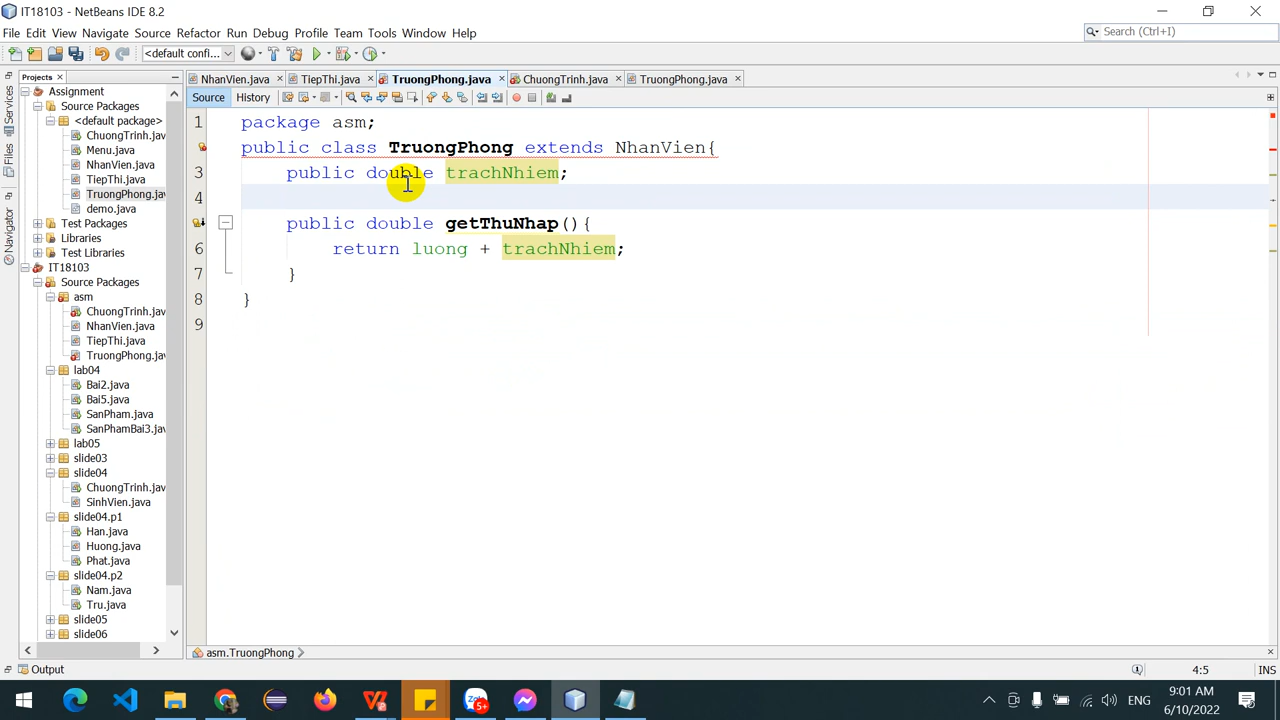 IT18103 - NetBeans IDE 8.2
File Edit View Navigate Source Refactor Run Debug Profile Team Tools Window Help
Search (Ctrl+I)
<default confi...
Projects
NhanVien.java
TiepThi.java
TruongPhong.java
ChuongTrinh.java
TruongPhong.java
Services
Files
Navigator
Assignment
Source Packages
<default package>
ChuongTrinh.java
Menu.java
NhanVien.java
TiepThi.java
TruongPhong.jav
demo.java
Test Packages
Libraries
Test Libraries
IT18103
Source Packages
asm
ChuongTrinh.java
NhanVien.java
TiepThi.java
TruongPhong.jav
lab04
Bai2.java
Bai5.java
SanPham.java
SanPhamBai3.jav
lab05
slide03
slide04
ChuongTrinh.java
SinhVien.java
slide04.p1
Han.java
Huong.java
Phat.java
slide04.p2
Nam.java
Tru.java
slide05
slide06
Source History
1 package asm;
public class TruongPhong extends NhanVien{
3 public double trachNhiem;
4
public double getThuNhap(){
6 return luong + trachNhiem;
7 }
8 }
9
asm.TruongPhong
Output
4:5
INS
5+
ENG
9:01 AM
6/10/2022